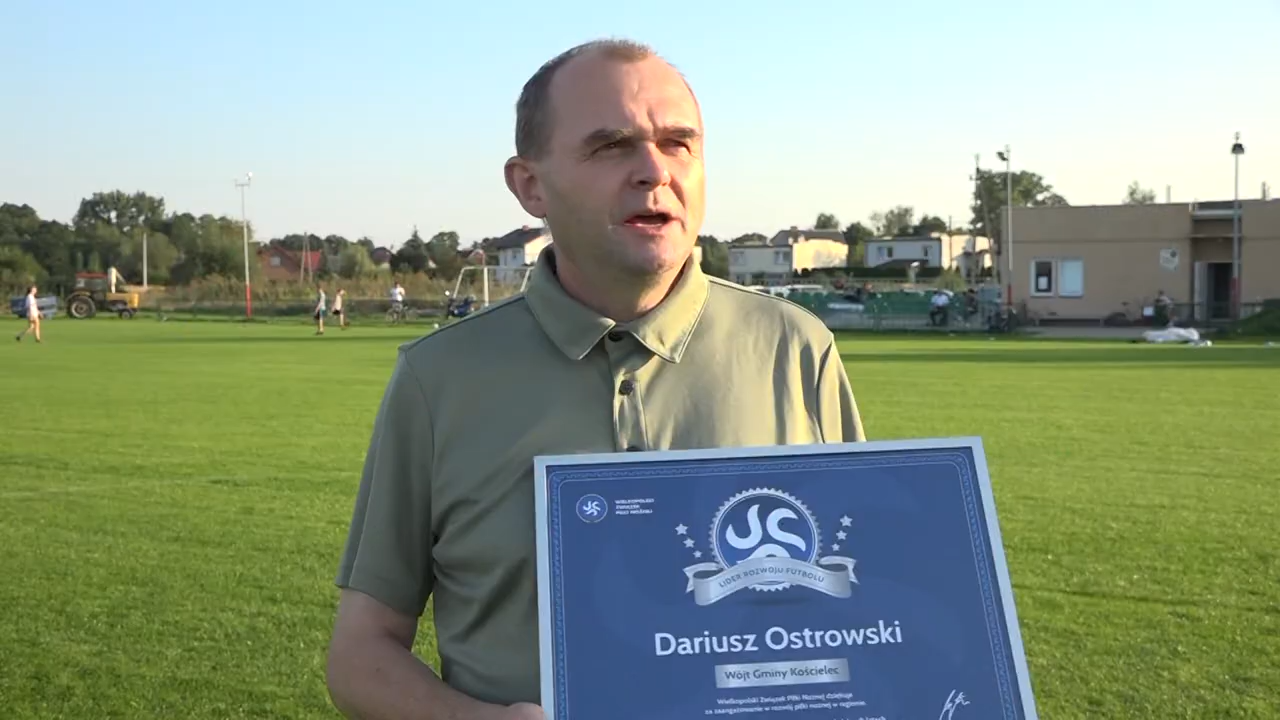 WIELKOPOLSKI
ZWIĄZEK
PIŁKI NOŻNEJ
LIDER ROZWOJU FUTBOLU
Dariusz Ostrowski
Wójt Gminy Kościelec
Wielkopolski Związek Piłki Nożnej dziękuje
za zaangażowanie w rozwój piłki nożnej w regionie.